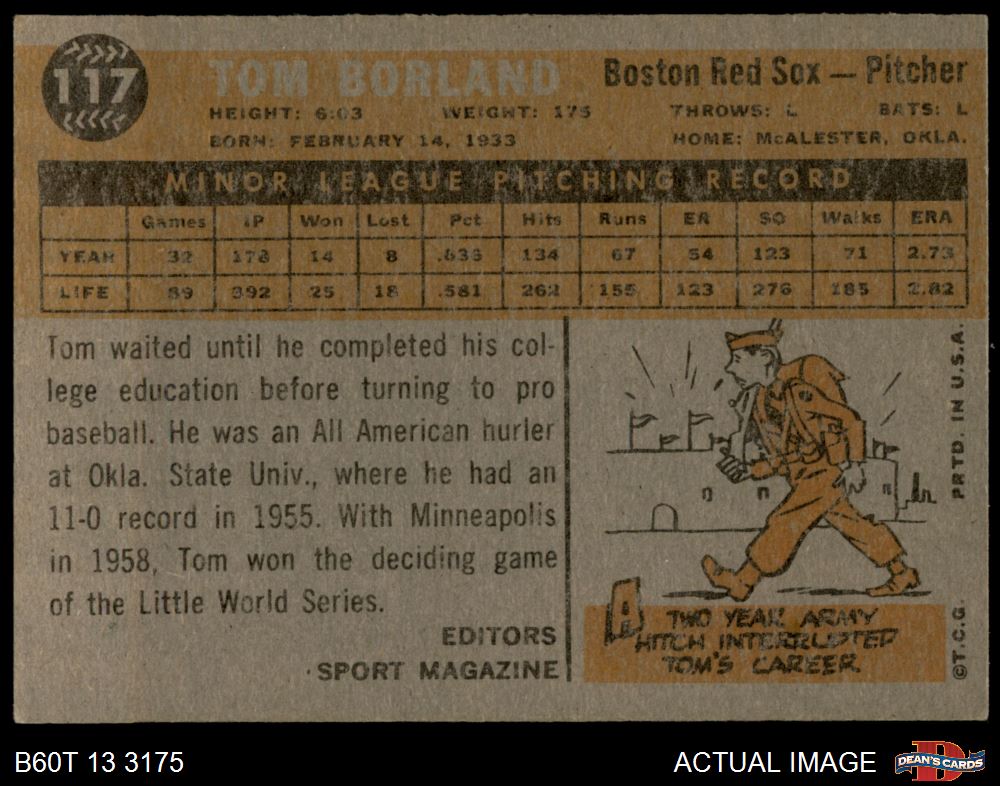 117
TOM BORLAND
Boston Red Sox — Pitcher
HEIGHT: 6:03 WEIGHT: 175 THROWS: L BATS: L
BORN: FEBRUARY 14, 1933 HOME: McALESTER, OKLA.
MINOR LEAGUE PITCHING RECORD
Games IP Won Lost Pct Hits Runs ER SO Walks ERA
YEAR 32 178 14 8 .636 134 67 54 123 71 2.73
LIFE 89 392 25 18 .581 262 155 123 276 185 2.82
Tom waited until he completed his col-
lege education before turning to pro
baseball. He was an All American hurler
at Okla. State Univ., where he had an
11-0 record in 1955. With Minneapolis
in 1958, Tom won the deciding game
of the Little World Series.
EDITORS
SPORT MAGAZINE
A
TWO YEAR ARMY
HITCH INTERRUPTED
TOM'S CAREER.
©T.C.G. PRTD. IN U.S.A.
B60T 13 3175
ACTUAL IMAGE
D
DEAN'S CARDS